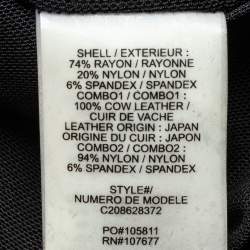 SHELL / EXTERIEUR :
74% RAYON / RAYONNE
20% NYLON / NYLON
6% SPANDEX / SPANDEX
COMBO1 / COMBO1 :
100% COW LEATHER /
CUIR DE VACHE
LEATHER ORIGIN : JAPAN
ORIGINE DU CUIR : JAPAN
COMBO2 / COMBO2 :
94% NYLON / NYLON
6% SPANDEX / SPANDEX
STYLE#/
NUMERO DE MODELE
C208628372
PO#105811
RN#107677